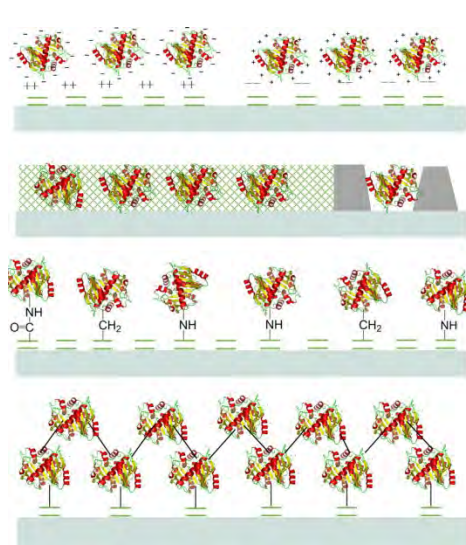 ++ ++ ++ ++ ++
NH
O=C CH₂ NH NH CH₂ NH